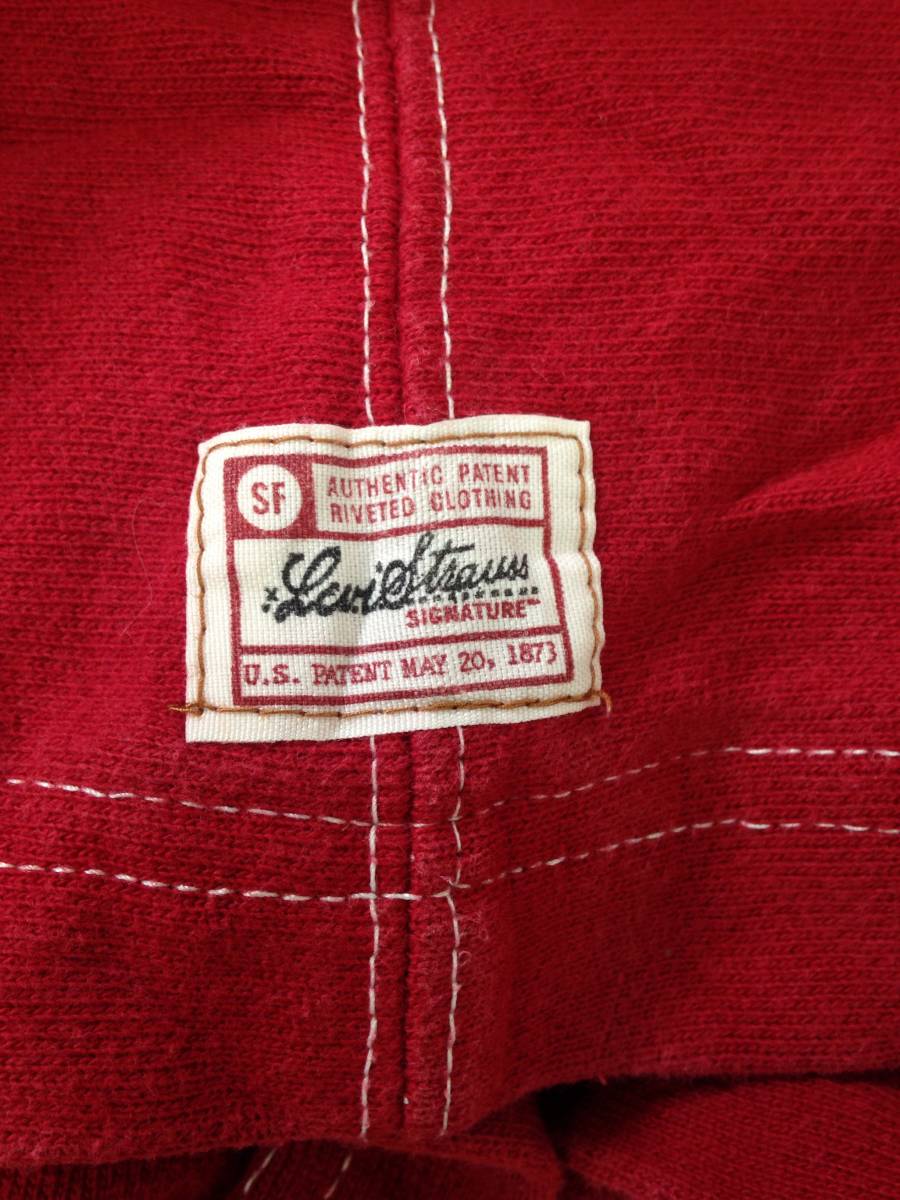 SF
AUTHENTIC PATENT
RIVETED CLOTHING
Levi Strauss
SIGNATURE™
U.S. PATENT MAY 20, 1873